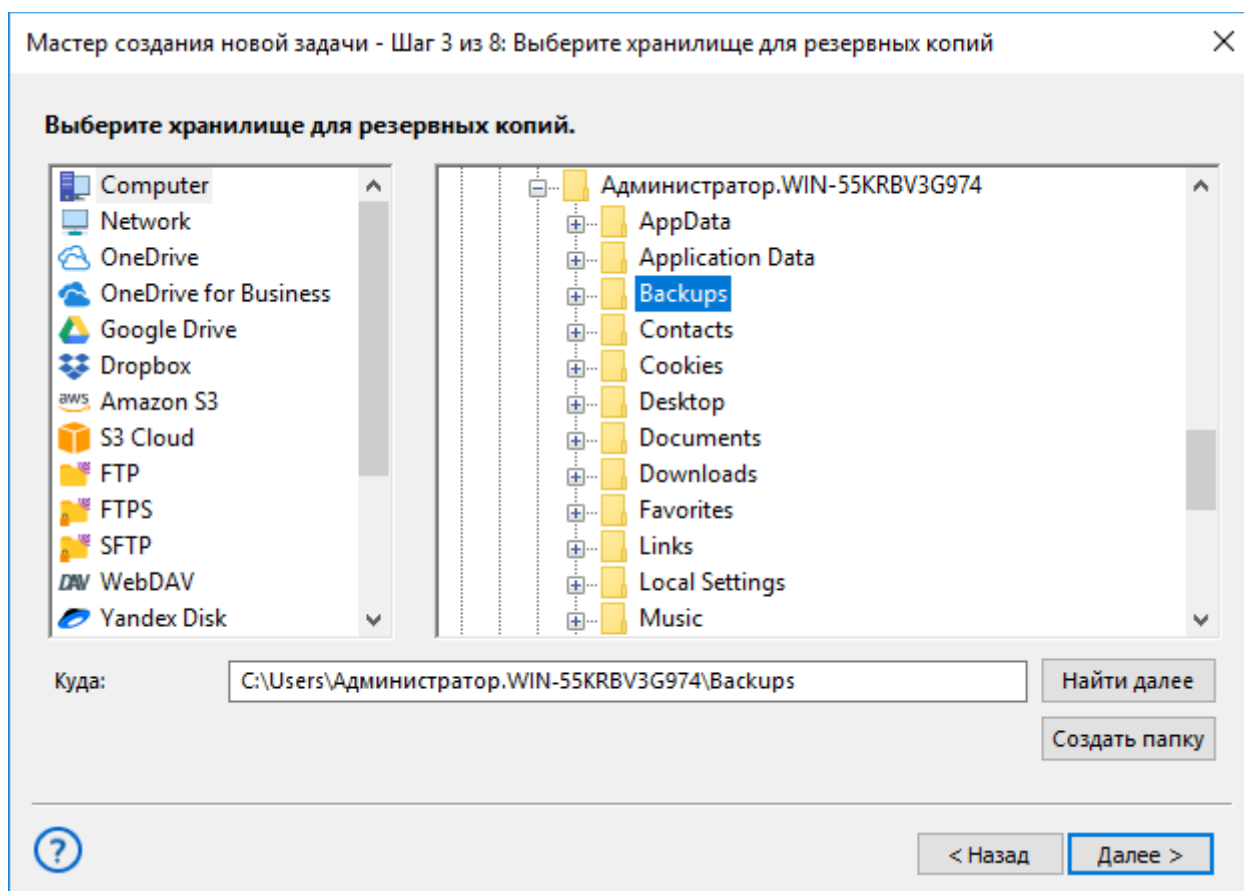 Мастер создания новой задачи - Шаг 3 из 8: Выберите хранилище для резервных копий
Выберите хранилище для резервных копий.
Computer
Network
OneDrive
OneDrive for Business
Google Drive
Dropbox
aws Amazon S3
S3 Cloud
FTP
FTPS
SFTP
DAV WebDAV
Yandex Disk
Администратор.WIN-55KRBV3G974
AppData
Application Data
Backups
Contacts
Cookies
Desktop
Documents
Downloads
Favorites
Links
Local Settings
Music
Куда: C:\Users\Администратор.WIN-55KRBV3G974\Backups Найти далее
Создать папку
? < Назад Далее >